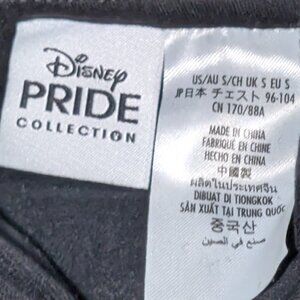 Disney
PRIDE
COLLECTION
US/AU S/CH UK S EU S
JP日本 チェスト 96-104
CN 170/88A
MADE IN CHINA
FABRIQUÉ EN CHINE
HECHO EN CHINA
中國製
ผลิตในประเทศจีน
DIBUAT DI TIONGKOK
SẢN XUẤT TẠI TRUNG QUỐC
중국산
صنع في الصين